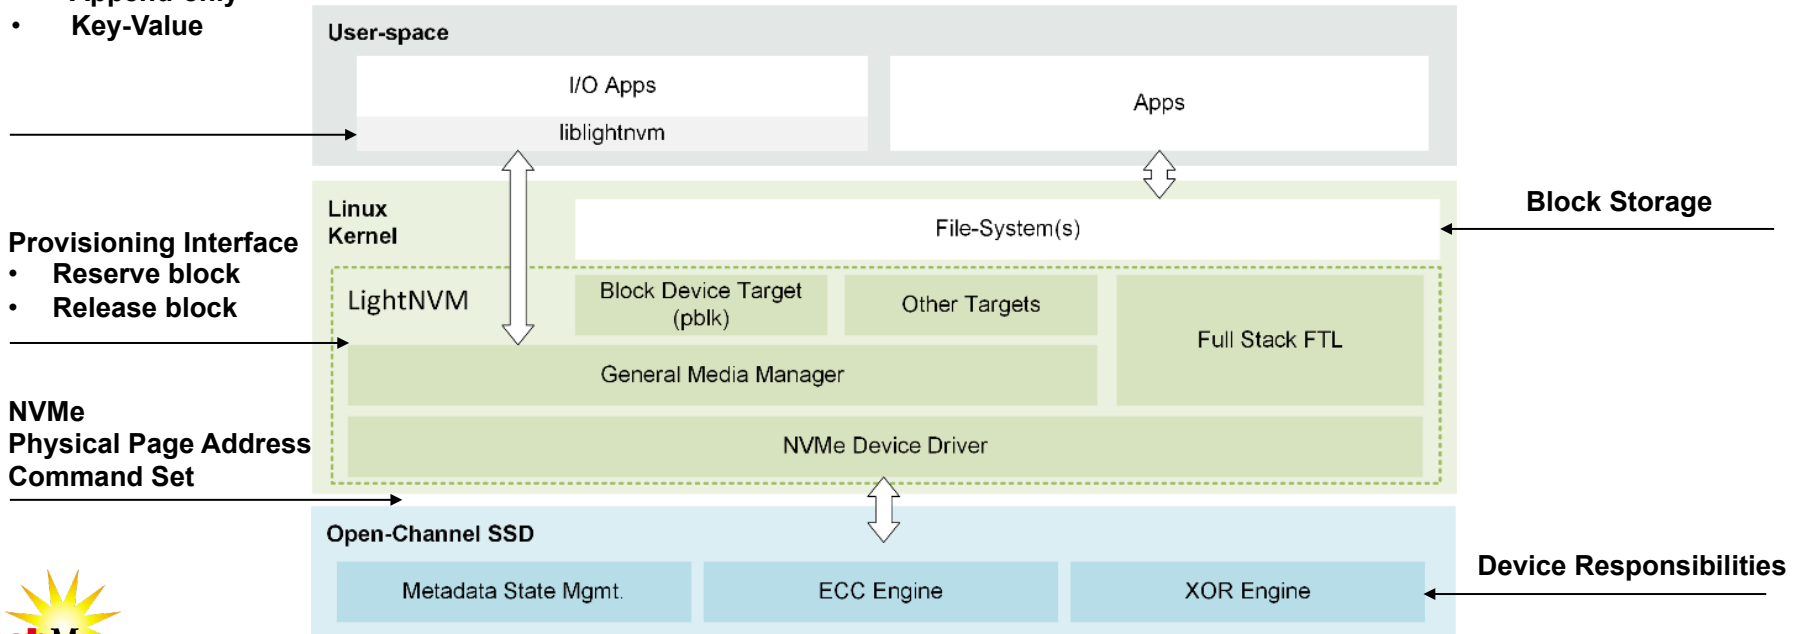 Append only
• Key-Value
User-space
I/O Apps
liblightnvm
Apps
Linux
Kernel
File-System(s)
Block Storage
Provisioning Interface
• Reserve block
• Release block
LightNVM
Block Device Target
(pblk)
Other Targets
Full Stack FTL
General Media Manager
NVMe
Physical Page Address
Command Set
NVMe Device Driver
Open-Channel SSD
Metadata State Mgmt.
ECC Engine
XOR Engine
Device Responsibilities